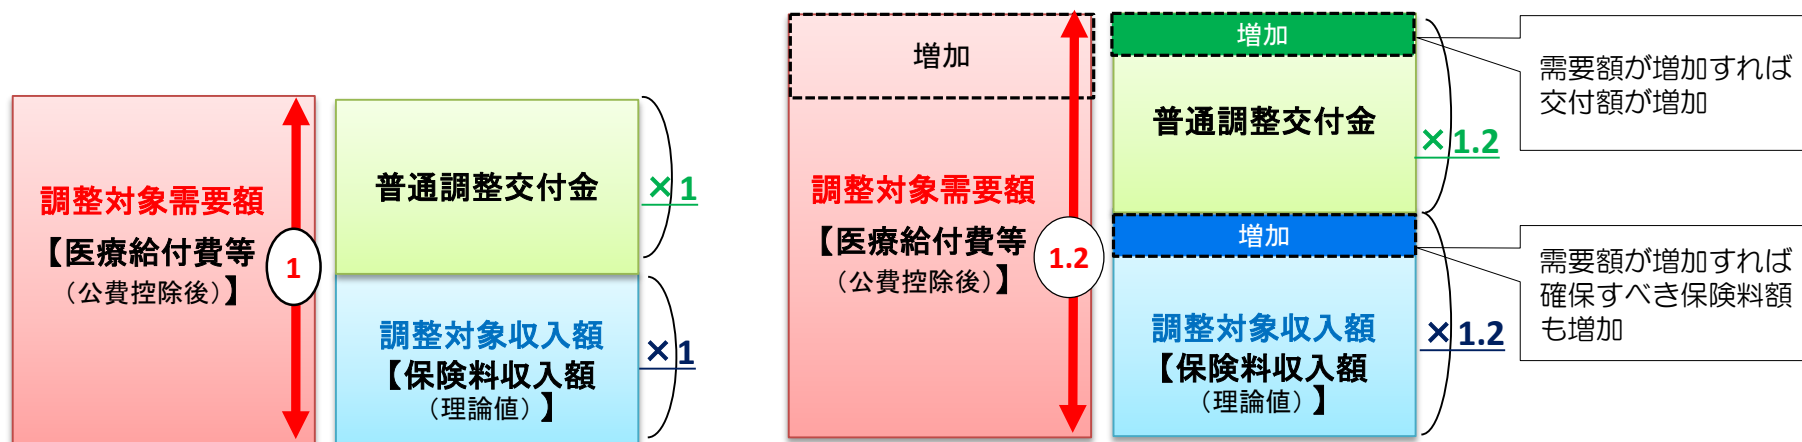 調整対象需要額
【医療給付費等
（公費控除後）】
1
普通調整交付金
×1
調整対象収入額
【保険料収入額
（理論値）】
×1
増加
調整対象需要額
【医療給付費等
（公費控除後）】
1.2
増加
普通調整交付金
×1.2
増加
調整対象収入額
【保険料収入額
（理論値）】
×1.2
需要額が増加すれば
交付額が増加
需要額が増加すれば
確保すべき保険料額
も増加